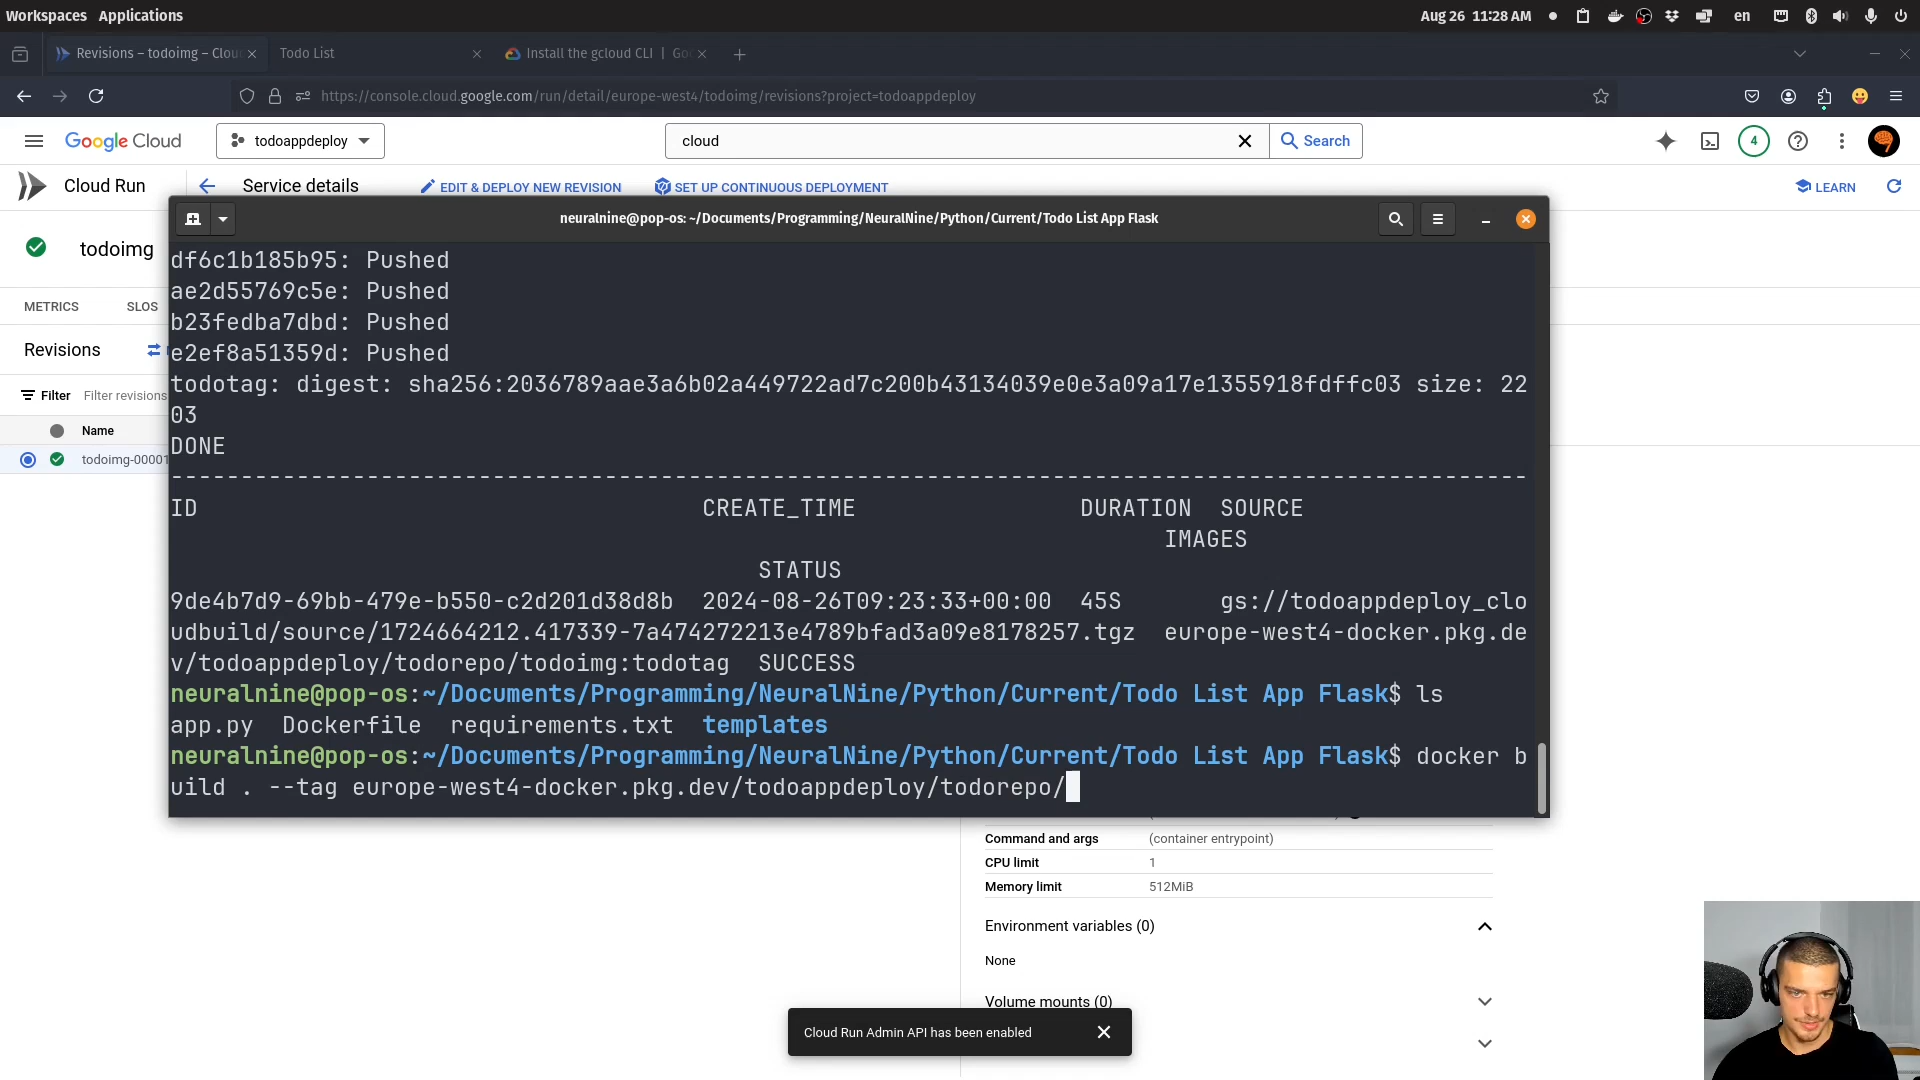 Workspaces Applications
Aug 26 11:28 AM
en
Revisions – todoimg – Clou
Todo List
Install the gcloud CLI | Goo
https://console.cloud.google.com/run/detail/europe-west4/todoimg/revisions?project=todoappdeploy
Google Cloud
todoappdeploy
cloud
Search
4
Cloud Run
Service details
EDIT & DEPLOY NEW REVISION
SET UP CONTINUOUS DEPLOYMENT
LEARN
neuralnine@pop-os: ~/Documents/Programming/NeuralNine/Python/Current/Todo List App Flask
todoimg
METRICS
SLOS
Revisions
Filter Filter revisions
Name
todoimg-00001
df6c1b185b95: Pushed
ae2d55769c5e: Pushed
b23fedba7dbd: Pushed
e2ef8a51359d: Pushed
todotag: digest: sha256:2036789aae3a6b02a449722ad7c200b43134039e0e3a09a17e1355918fdffc03 size: 22
03
DONE
-------------------------------------------------------------------------------------------------
ID CREATE_TIME DURATION SOURCE
IMAGES
STATUS
9de4b7d9-69bb-479e-b550-c2d201d38d8b 2024-08-26T09:23:33+00:00 45S gs://todoappdeploy_clo
udbuild/source/1724664212.417339-7a474272213e4789bfad3a09e8178257.tgz europe-west4-docker.pkg.de
v/todoappdeploy/todorepo/todoimg:todotag SUCCESS
neuralnine@pop-os:~/Documents/Programming/NeuralNine/Python/Current/Todo List App Flask$ ls
app.py Dockerfile requirements.txt templates
neuralnine@pop-os:~/Documents/Programming/NeuralNine/Python/Current/Todo List App Flask$ docker b
uild . --tag europe-west4-docker.pkg.dev/todoappdeploy/todorepo/
Command and args (container entrypoint)
CPU limit 1
Memory limit 512MiB
Environment variables (0)
None
Volume mounts (0)
Cloud Run Admin API has been enabled